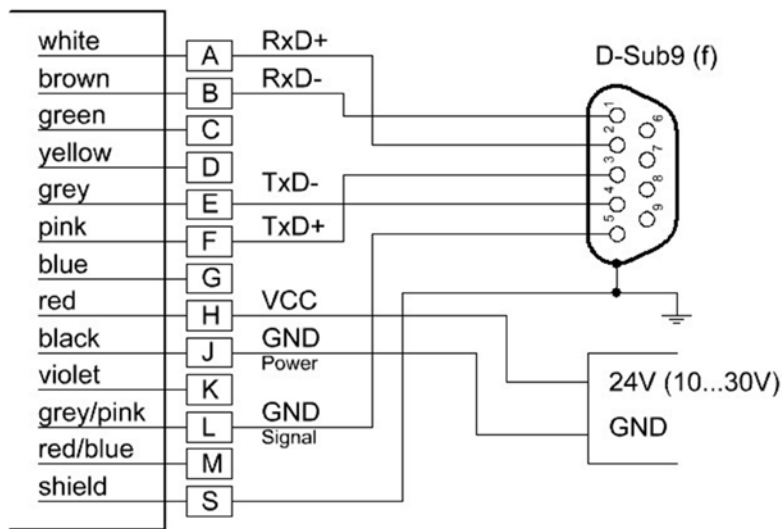 white A RxD+
D-Sub9 (f)
brown B RxD-
green C
yellow D
grey E TxD-
pink F TxD+
blue G
red H VCC
black J GND
Power
violet K
grey/pink L GND
Signal
red/blue M
shield S
1
2
3
4
5
6
7
8
9
24V (10...30V)
GND